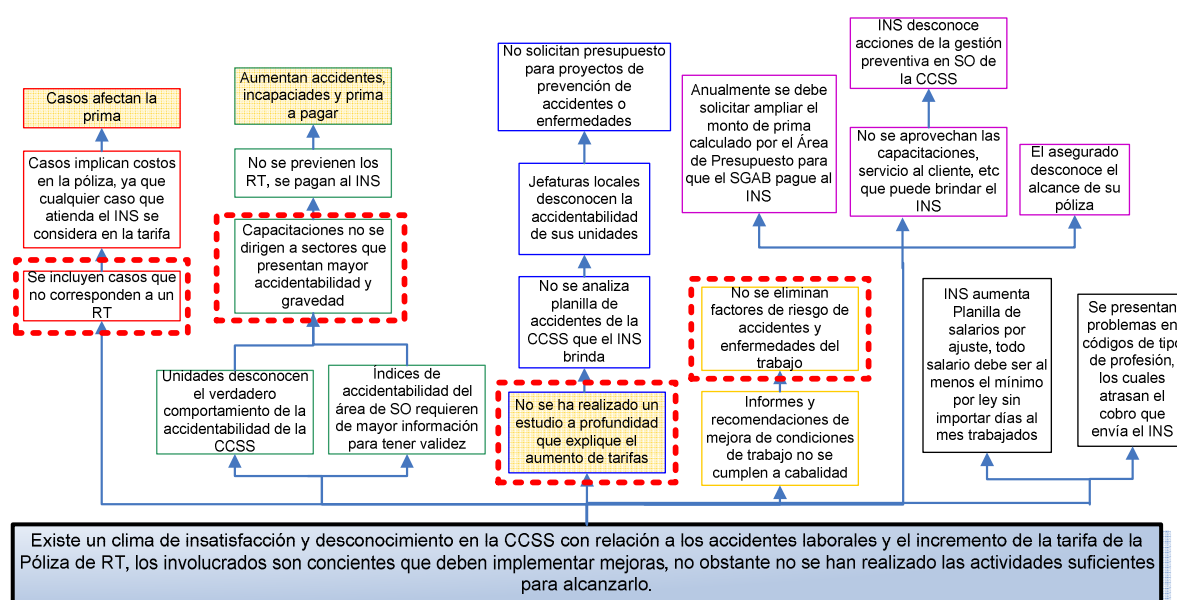 Casos afectan la
prima
Casos implican costos
en la póliza, ya que
cualquier caso que
atienda el INS se
considera en la tarifa
Se incluyen casos que
no corresponden a un
RT
Aumentan accidentes,
incapaciades y prima
a pagar
No se previenen los
RT, se pagan al INS
Capacitaciones no se
dirigen a sectores que
presentan mayor
accidentabilidad y
gravedad
Unidades desconocen
el verdadero
comportamiento de la
accidentabilidad de la
CCSS
Índices de
accidentabilidad del
área de SO requieren
de mayor información
para tener validez
No solicitan presupuesto
para proyectos de
prevención de
accidentes o
enfermedades
Jefaturas locales
desconocen la
accidentabilidad
de sus unidades
No se analiza
planilla de
accidentes de la
CCSS que el INS
brinda
No se ha realizado un
estudio a profundidad
que explique el
aumento de tarifas
Anualmente se debe
solicitar ampliar el
monto de prima
calculado por el Área
de Presupuesto para
que el SGAB pague al
INS
No se eliminan
factores de riesgo de
accidentes y
enfermedades del
trabajo
Informes y
recomendaciones de
mejora de condiciones
de trabajo no se
cumplen a cabalidad
INS desconoce
acciones de la gestión
preventiva en SO de
la CCSS
No se aprovechan las
capacitaciones,
servicio al cliente, etc
que puede brindar el
INS
El asegurado
desconoce el
alcance de su
póliza
INS aumenta
Planilla de
salarios por
ajuste, todo
salario debe ser al
menos el mínimo
por ley sin
importar días al
mes trabajados
Se presentan
problemas en
códigos de tipo
de profesión,
los cuales
atrasan el
cobro que
envía el INS
Existe un clima de insatisfacción y desconocimiento en la CCSS con relación a los accidentes laborales y el incremento de la tarifa de la
Póliza de RT, los involucrados son concientes que deben implementar mejoras, no obstante no se han realizado las actividades suficientes
para alcanzarlo.